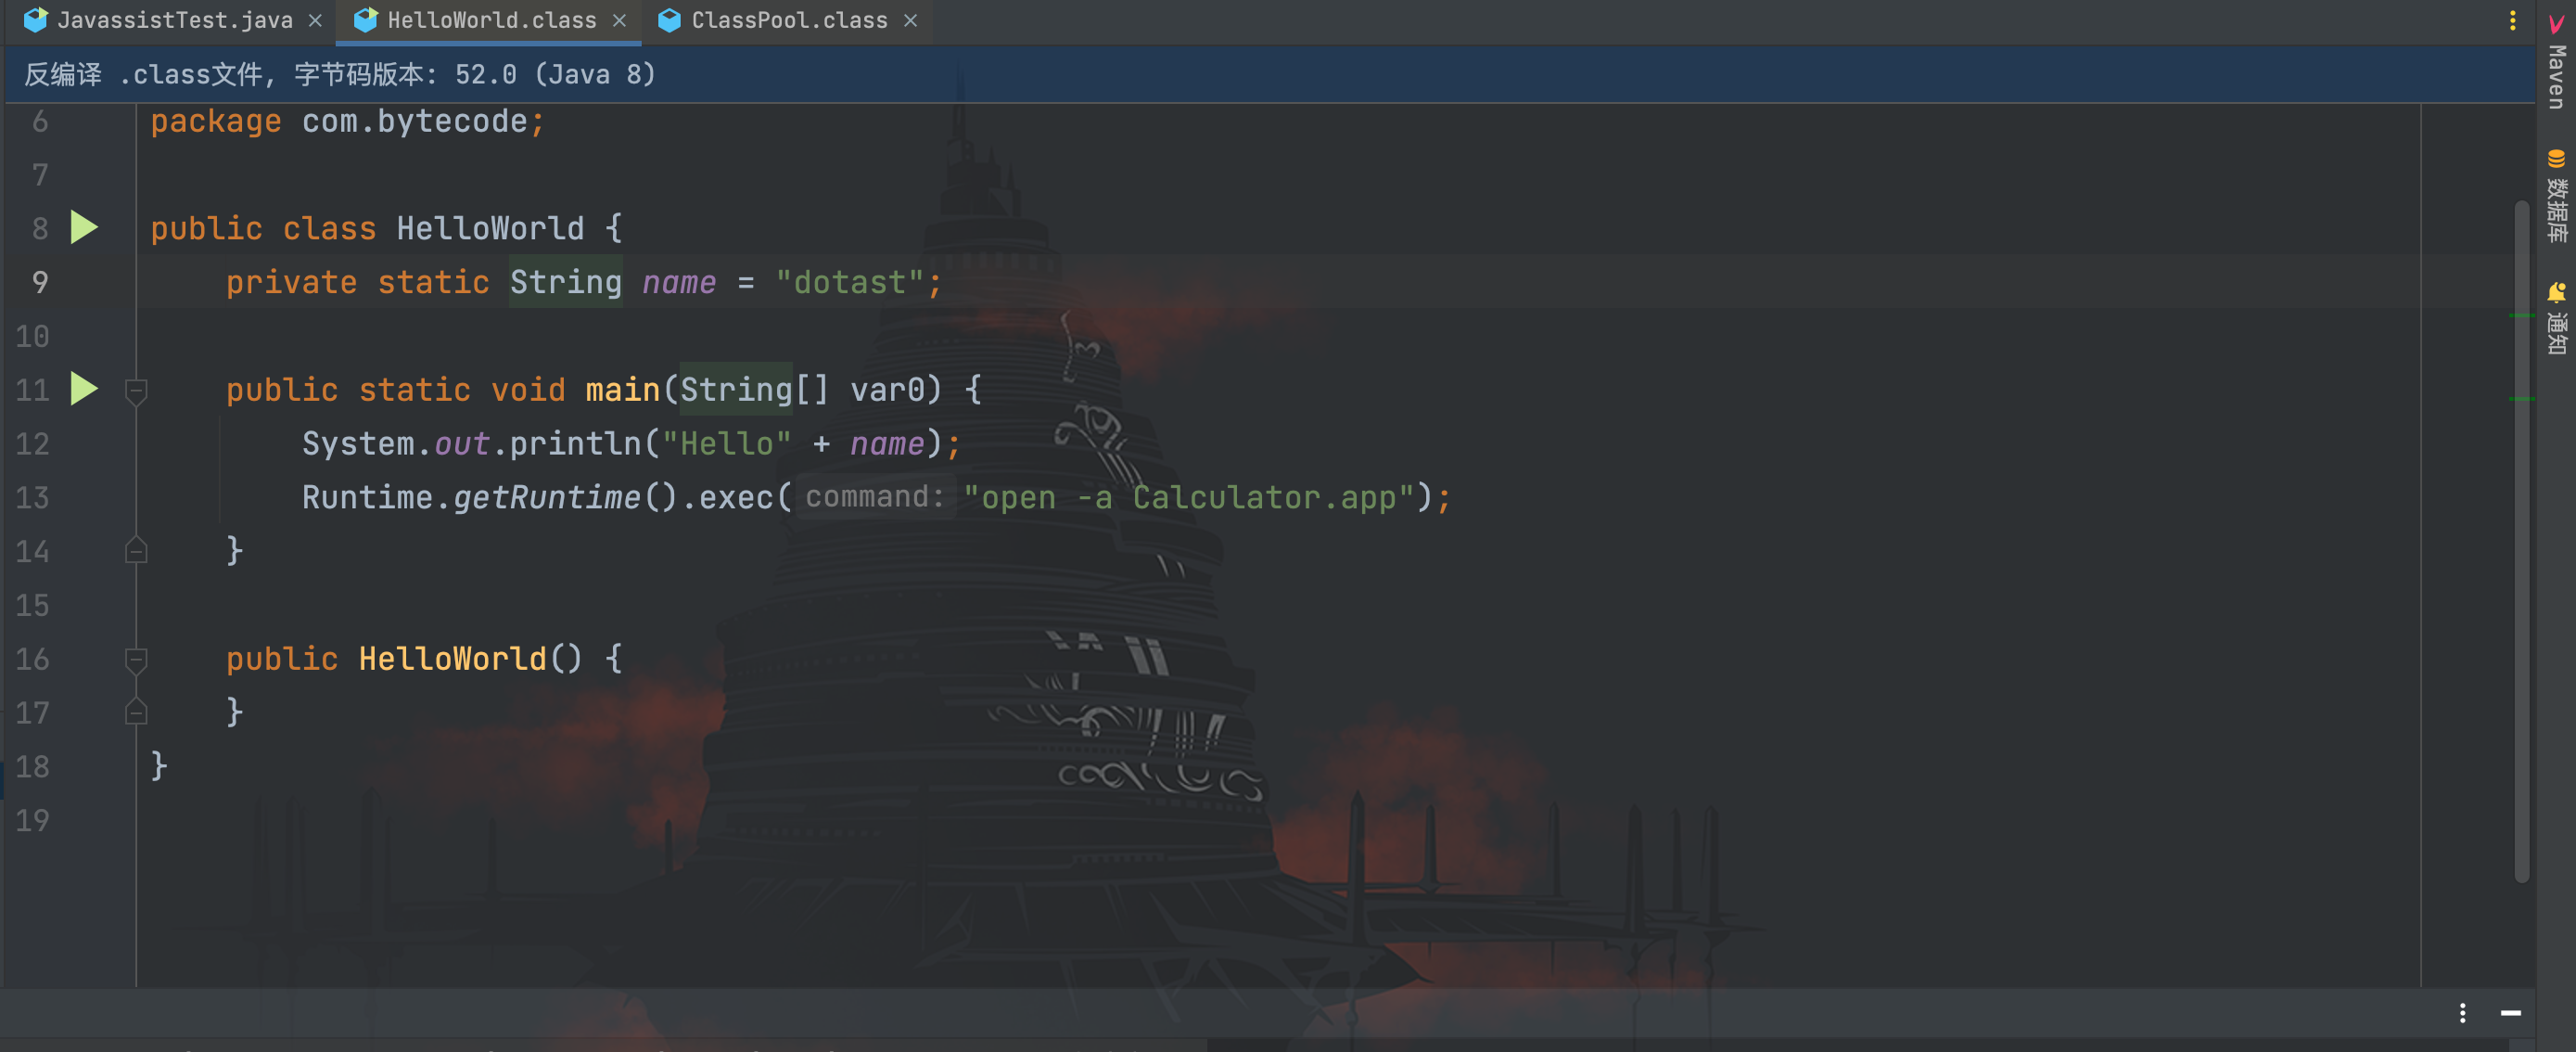 JavassistTest.java
HelloWorld.class
ClassPool.class
反编译 .class文件, 字节码版本: 52.0 (Java 8)
6 package com.bytecode;
7
8 public class HelloWorld {
9     private static String name = "dotast";
10
11     public static void main(String[] var0) {
12         System.out.println("Hello" + name);
13         Runtime.getRuntime().exec( command: "open -a Calculator.app");
14     }
15
16     public HelloWorld() {
17     }
18 }
19
Maven
数据库
通知